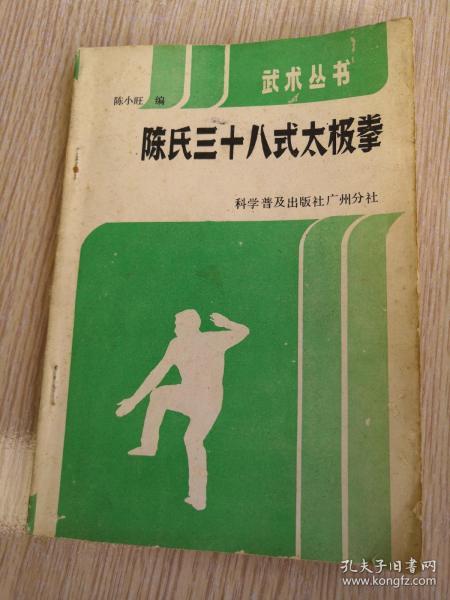 武术丛书
陈小旺 编
陈氏三十八式太极拳
科学普及出版社广州分社
孔夫子旧书网
www.kongfz.com